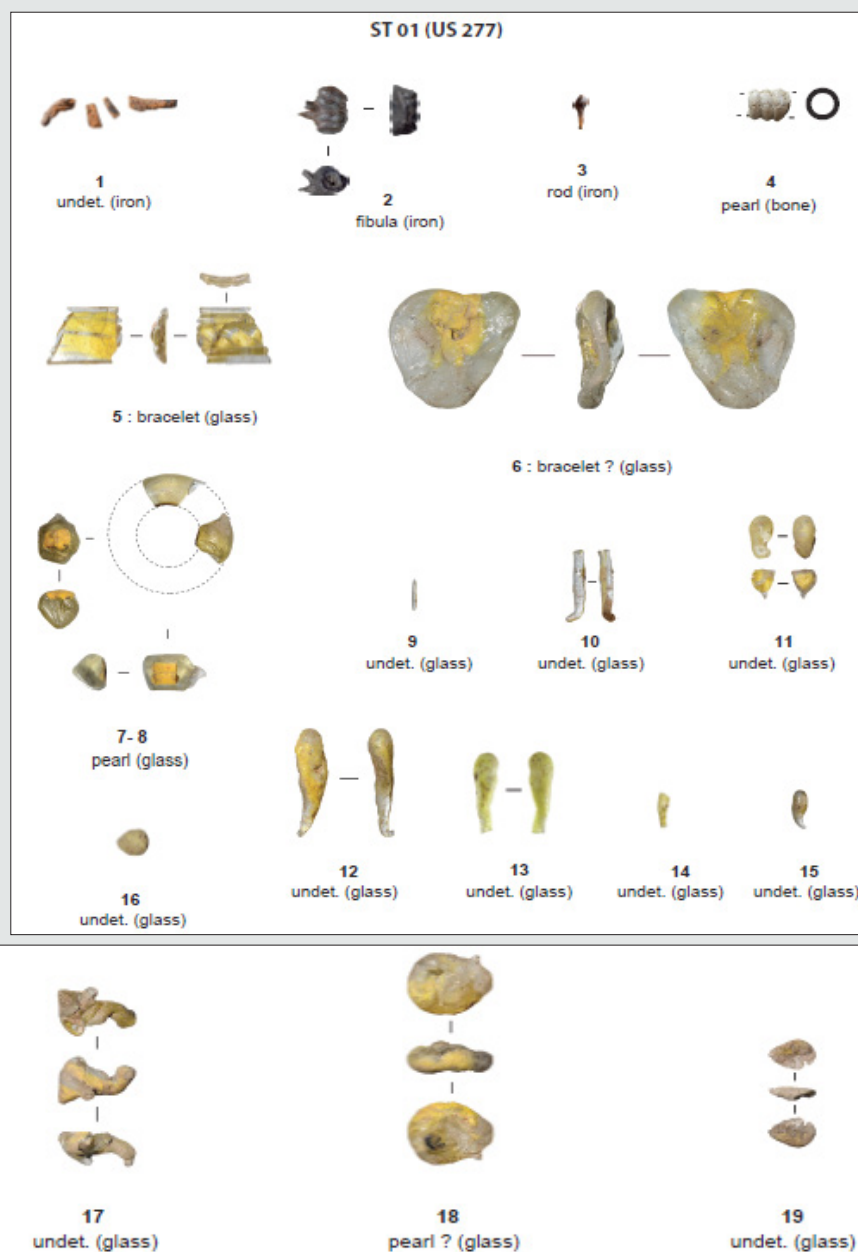 ST 01 (US 277)
1
undet. (iron)
2
fibula (iron)
3
rod (iron)
4
pearl (bone)
5 : bracelet (glass)
6 : bracelet ? (glass)
7- 8
pearl (glass)
9
undet. (glass)
10
undet. (glass)
11
undet. (glass)
12
undet. (glass)
13
undet. (glass)
14
undet. (glass)
15
undet. (glass)
16
undet. (glass)
17
undet. (glass)
18
pearl ? (glass)
19
undet. (glass)